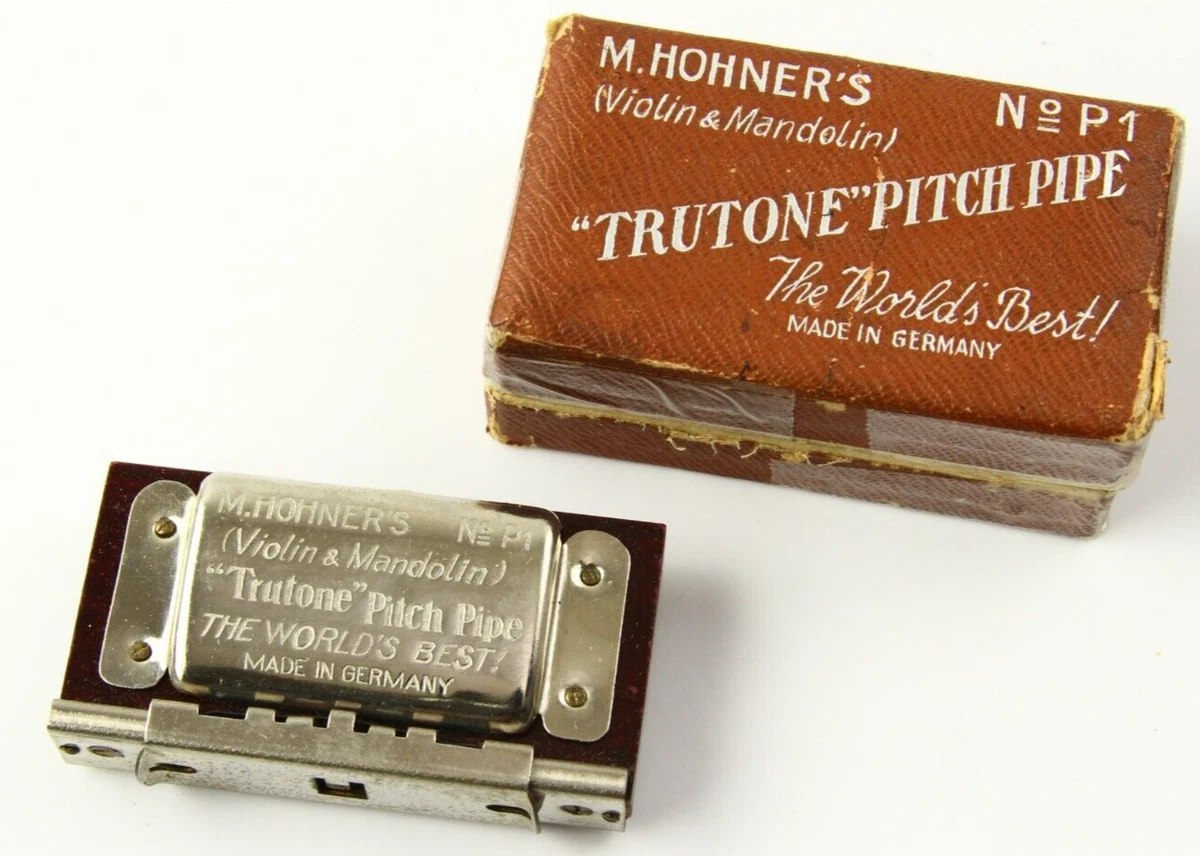 M. HOHNER'S Nº P1
(Violin & Mandolin)
“TRUTONE” PITCH PIPE
The World's Best!
MADE IN GERMANY
M. HOHNER'S Nº P1
(Violin & Mandolin)
“Trutone” Pitch Pipe
THE WORLD'S BEST!
MADE IN GERMANY